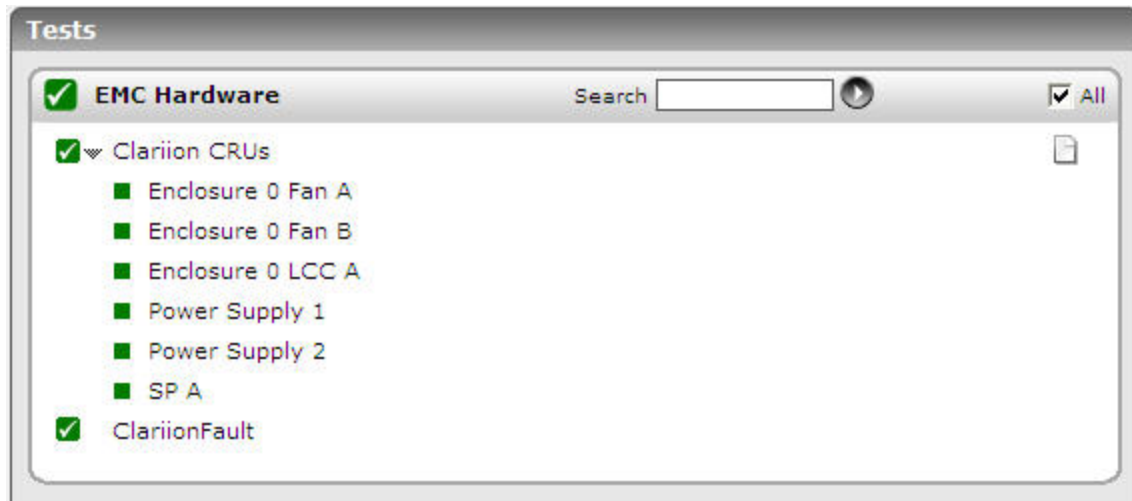 Tests
EMC Hardware Search All
Clariion CRUs
Enclosure 0 Fan A
Enclosure 0 Fan B
Enclosure 0 LCC A
Power Supply 1
Power Supply 2
SP A
ClariionFault